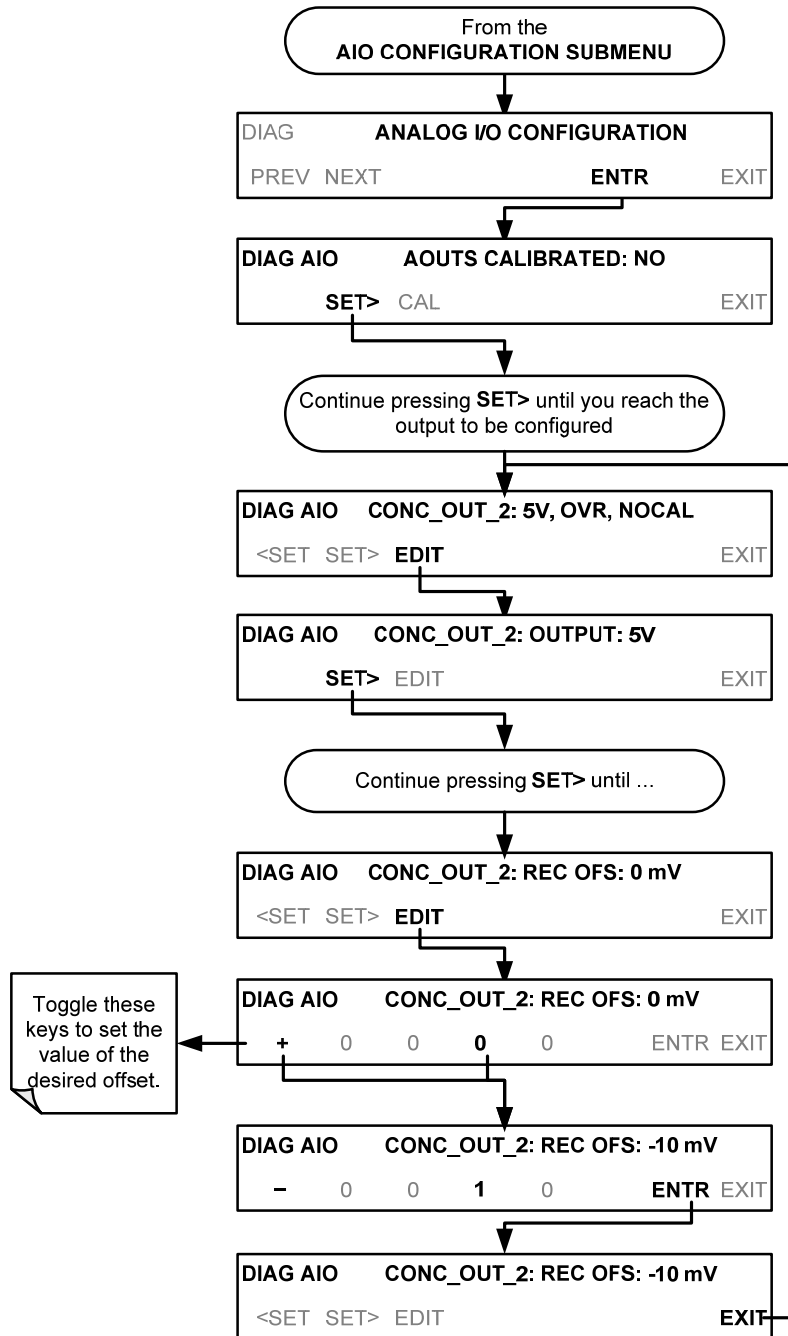 From the
AIO CONFIGURATION SUBMENU
DIAG ANALOG I/O CONFIGURATION
PREV NEXT ENTR EXIT
DIAG AIO AOUTS CALIBRATED: NO
SET> CAL EXIT
Continue pressing SET> until you reach the
output to be configured
DIAG AIO CONC_OUT_2: 5V, OVR, NOCAL
<SET SET> EDIT EXIT
DIAG AIO CONC_OUT_2: OUTPUT: 5V
SET> EDIT EXIT
Continue pressing SET> until ...
DIAG AIO CONC_OUT_2: REC OFS: 0 mV
<SET SET> EDIT EXIT
Toggle these
keys to set the
value of the
desired offset.
DIAG AIO CONC_OUT_2: REC OFS: 0 mV
+ 0 0 0 0 ENTR EXIT
DIAG AIO CONC_OUT_2: REC OFS: -10 mV
– 0 0 1 0 ENTR EXIT
DIAG AIO CONC_OUT_2: REC OFS: -10 mV
<SET SET> EDIT EXIT